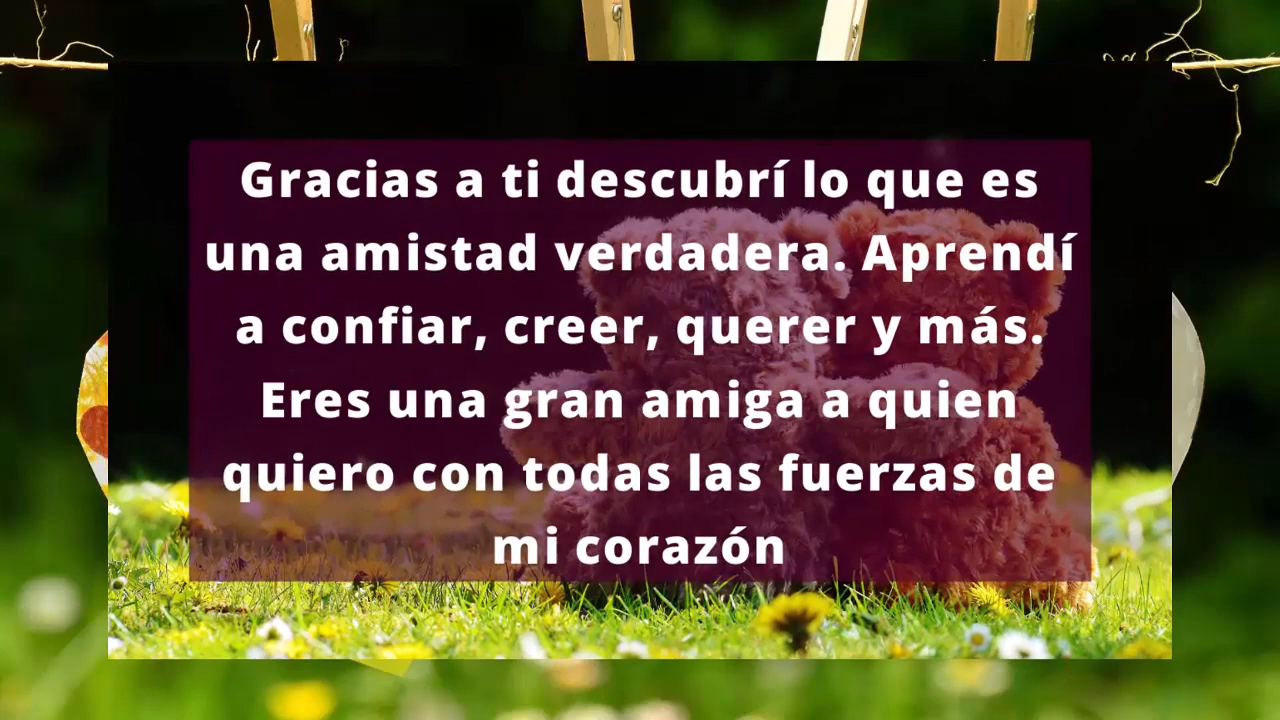 Gracias a ti descubrí lo que es
una amistad verdadera. Aprendí
a confiar, creer, querer y más.
Eres una gran amiga a quien
quiero con todas las fuerzas de
mi corazón